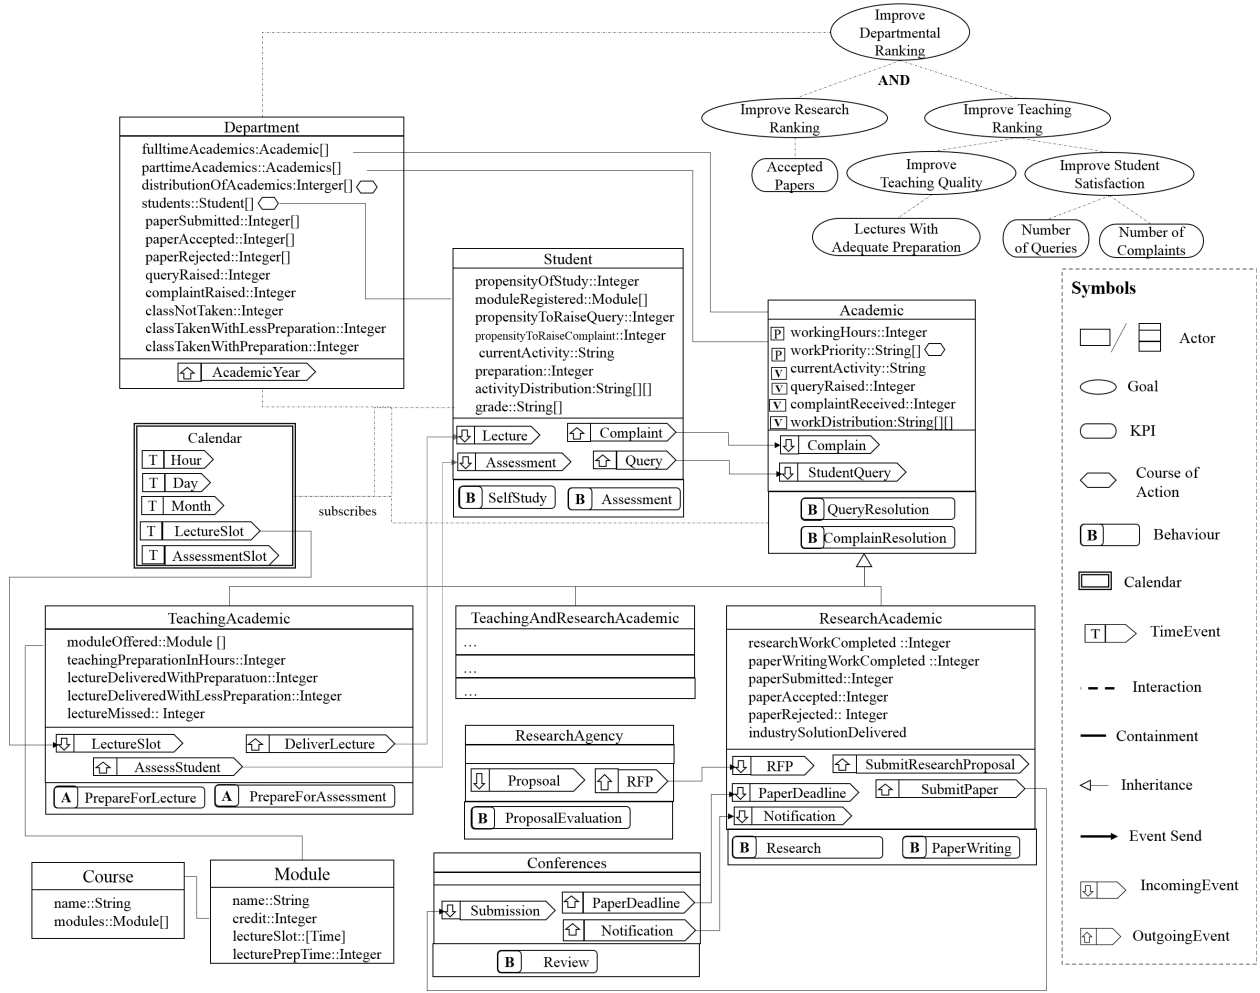 Improve
Departmental
Ranking
AND
Improve Research
Ranking
Improve Teaching
Ranking
Accepted
Papers
Improve
Teaching Quality
Improve Student
Satisfaction
Lectures With
Adequate Preparation
Number
of Queries
Number of
Complaints
Department
fulltimeAcademics:Academic[]
parttimeAcademics::Academics[]
distributionOfAcademics:Interger[]
students::Student[]
paperSubmitted::Integer[]
paperAccepted::Integer[]
paperRejected::Integer[]
queryRaised::Integer
complaintRaised::Integer
classNotTaken::Integer
classTakenWithLessPreparation::Integer
classTakenWithPreparation::Integer
AcademicYear
Student
propensityOfStudy::Integer
moduleRegistered::Module[]
propensityToRaiseQuery::Integer
propensityToRaiseComplaint::Integer
currentActivity::String
preparation::Integer
activityDistribution:String[][]
grade::String[]
Lecture
Complaint
Assessment
Query
B SelfStudy
B Assessment
Academic
P workingHours::Integer
P workPriority::String[]
V currentActivity::String
V queryRaised::Integer
V complaintReceived::Integer
V workDistribution:String[][]
Complain
StudentQuery
B QueryResolution
B ComplainResolution
Calendar
T Hour
T Day
T Month
T LectureSlot
T AssessmentSlot
subscribes
TeachingAcademic
moduleOffered::Module []
teachingPreparationInHours::Integer
lectureDeliveredWithPreparatuon::Integer
lectureDeliveredWithLessPreparation::Integer
lectureMissed:: Integer
LectureSlot
DeliverLecture
AssessStudent
A PrepareForLecture
A PrepareForAssessment
TeachingAndResearchAcademic
...
...
...
ResearchAcademic
researchWorkCompleted ::Integer
paperWritingWorkCompleted ::Integer
paperSubmitted::Integer
paperAccepted::Integer
paperRejected:: Integer
industrySolutionDelivered
RFP
SubmitResearchProposal
PaperDeadline
SubmitPaper
Notification
B Research
B PaperWriting
ResearchAgency
Propsoal
RFP
B ProposalEvaluation
Conferences
Submission
PaperDeadline
Notification
B Review
Course
name::String
modules::Module[]
Module
name::String
credit::Integer
lectureSlot::[Time]
lecturePrepTime::Integer
Symbols
Actor
Goal
KPI
Course of
Action
B Behaviour
Calendar
T TimeEvent
Interaction
Containment
Inheritance
Event Send
IncomingEvent
OutgoingEvent